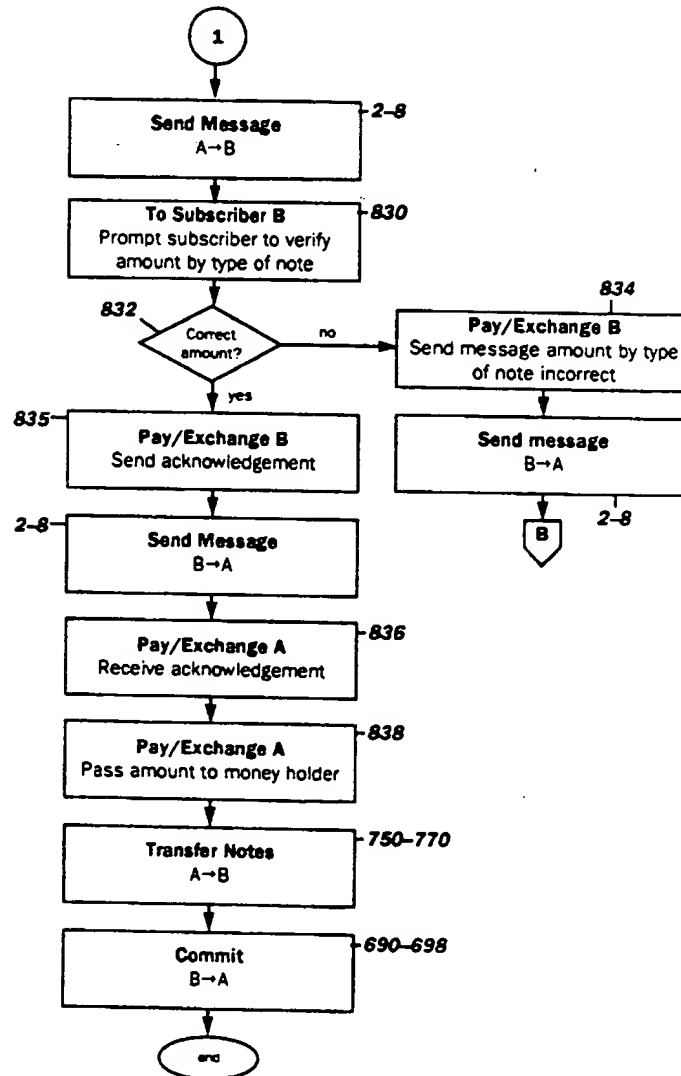 1
Send Message
A→B
2–8
To Subscriber B
Prompt subscriber to verify
amount by type of note
830
832
Correct
amount?
no
yes
834
Pay/Exchange B
Send message amount by type
of note incorrect
Send message
B→A
2–8
B
835
Pay/Exchange B
Send acknowledgement
2–8
Send Message
B→A
Pay/Exchange A
Receive acknowledgement
836
Pay/Exchange A
Pass amount to money holder
838
Transfer Notes
A→B
750–770
Commit
B→A
690–698
end